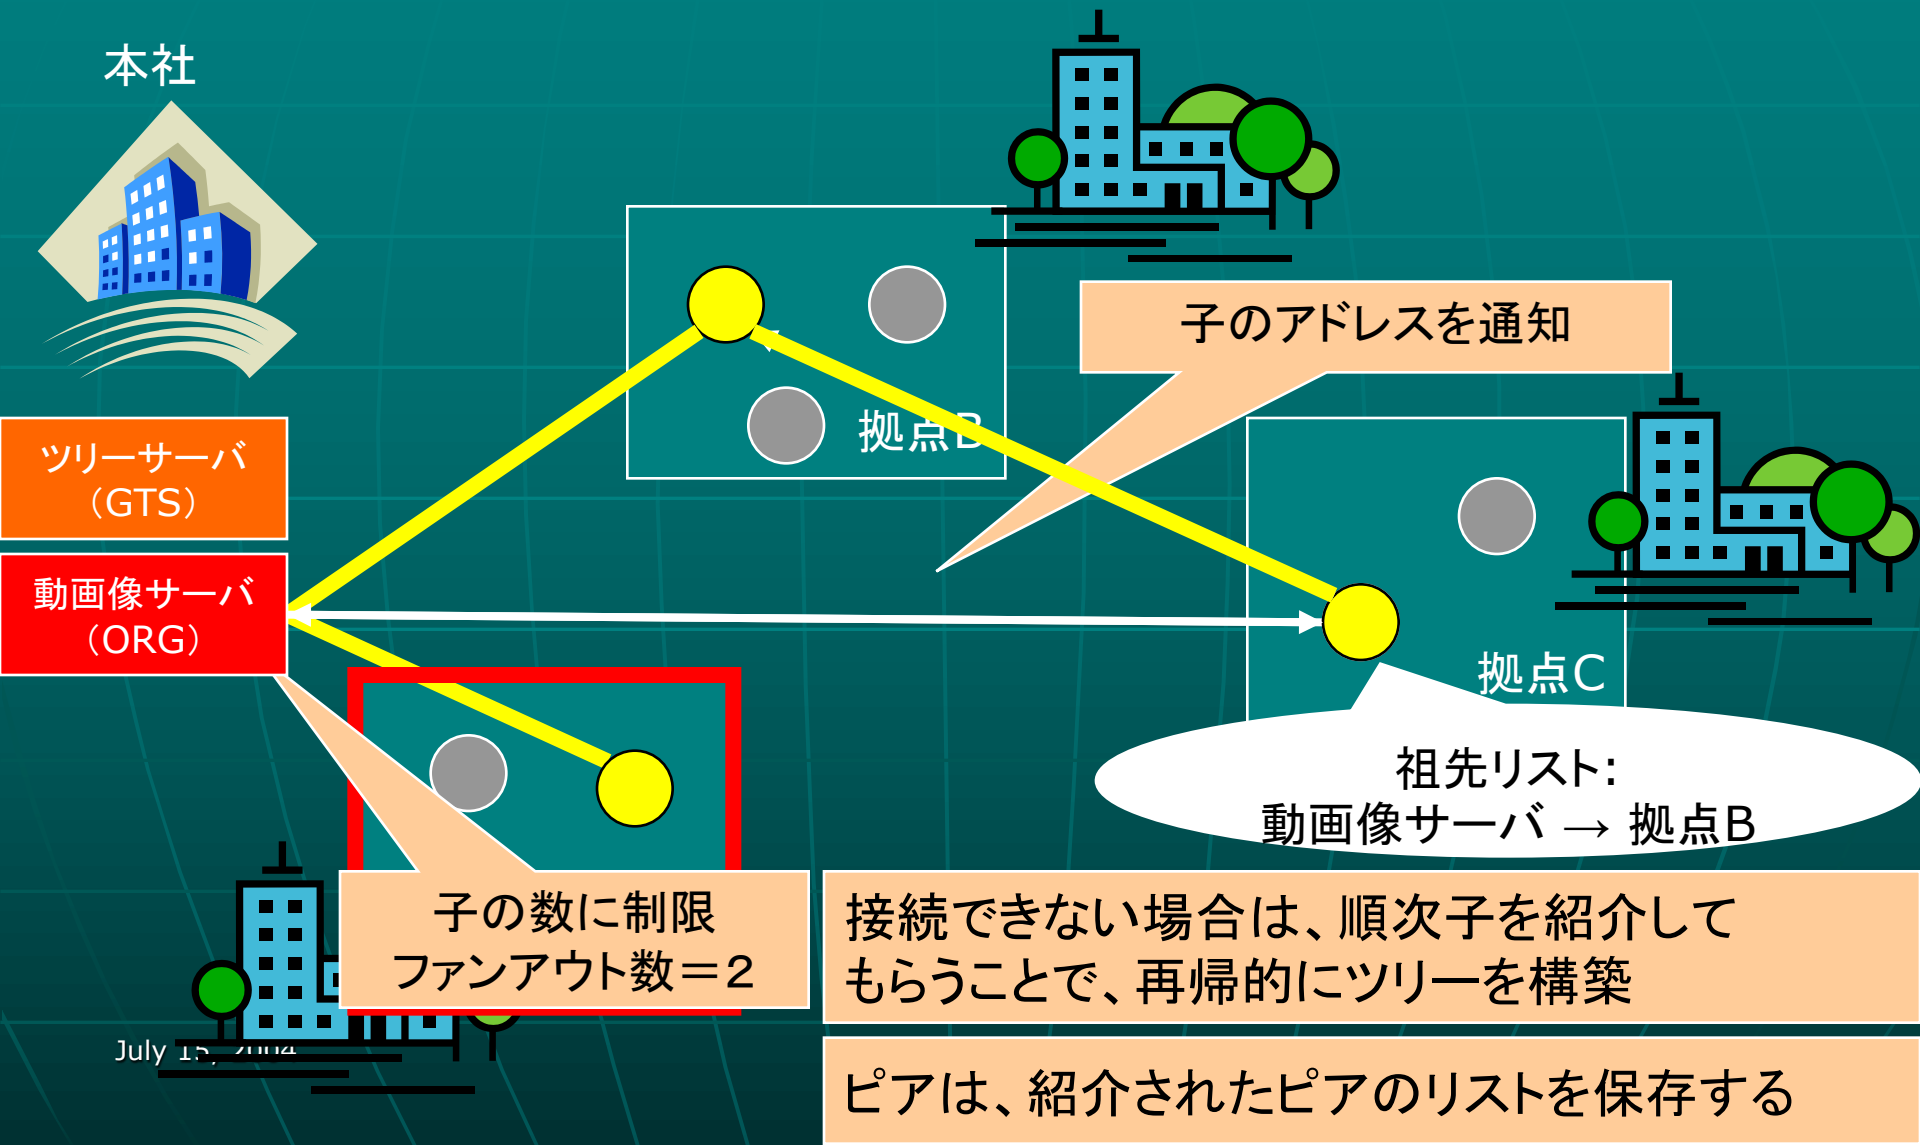 本社
子のアドレスを通知
拠点B
ツリーサーバ
（GTS）
動画像サーバ
（ORG）
拠点C
祖先リスト：
動画像サーバ → 拠点B
子の数に制限
ファンアウト数＝２
接続できない場合は、順次子を紹介して
もらうことで、再帰的にツリーを構築
July 15, 2004
ピアは、紹介されたピアのリストを保存する